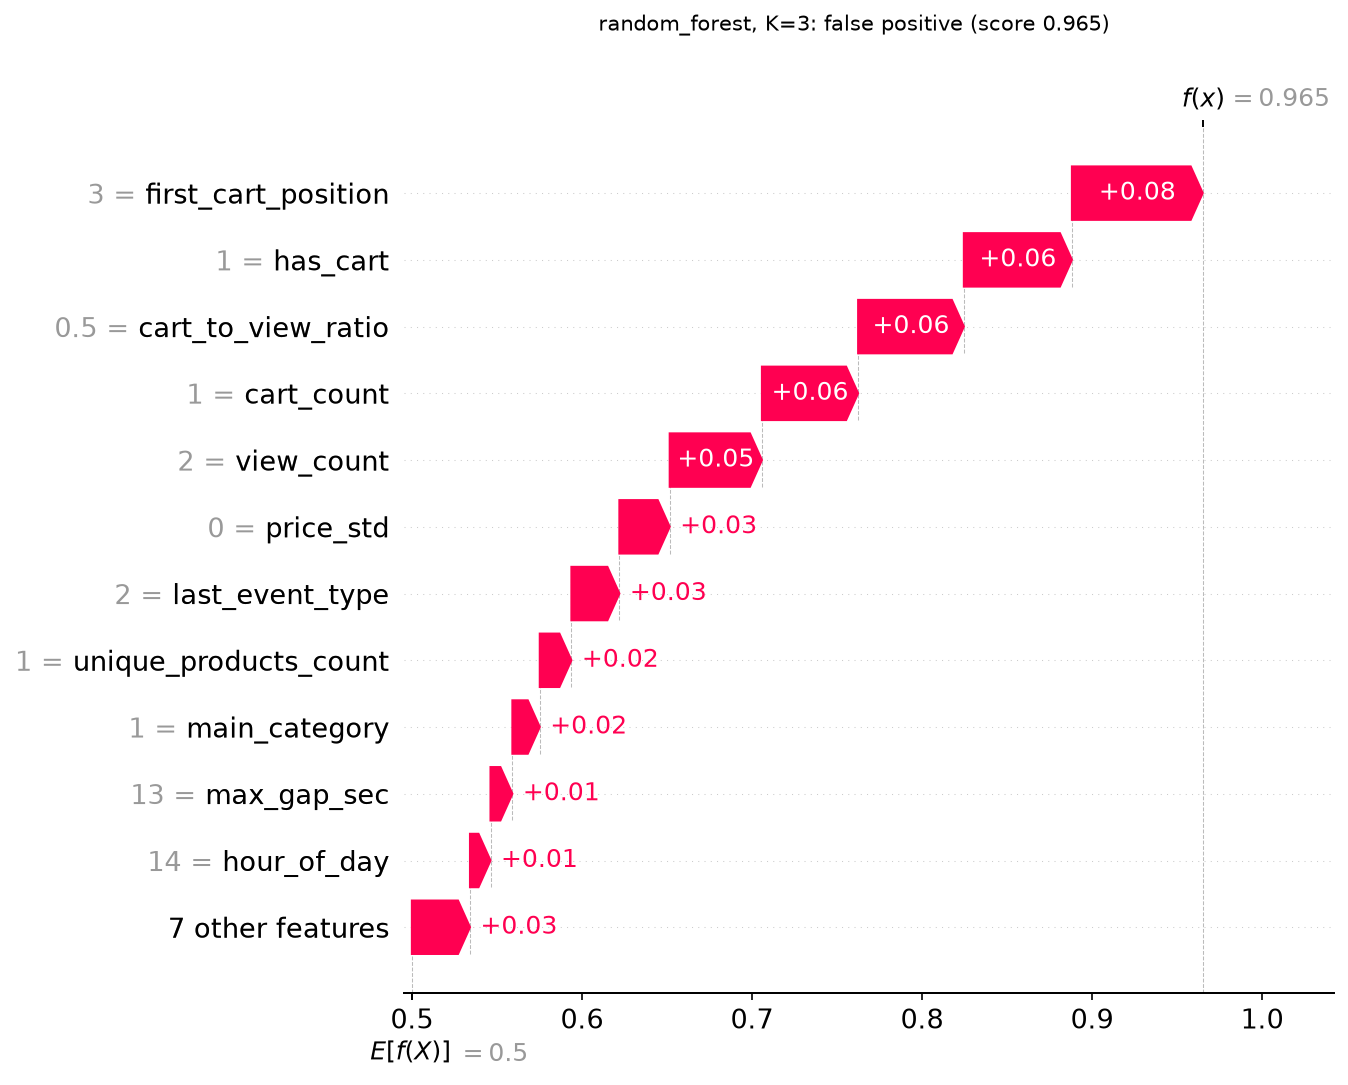 random_forest, K=3: false positive (score 0.965)
f(x) = 0.965
3 = first_cart_position +0.08
1 = has_cart +0.06
0.5 = cart_to_view_ratio +0.06
1 = cart_count +0.06
2 = view_count +0.05
0 = price_std +0.03
2 = last_event_type +0.03
1 = unique_products_count +0.02
1 = main_category +0.02
13 = max_gap_sec +0.01
14 = hour_of_day +0.01
7 other features +0.03
0.5 0.6 0.7 0.8 0.9 1.0
E[f(X)] = 0.5